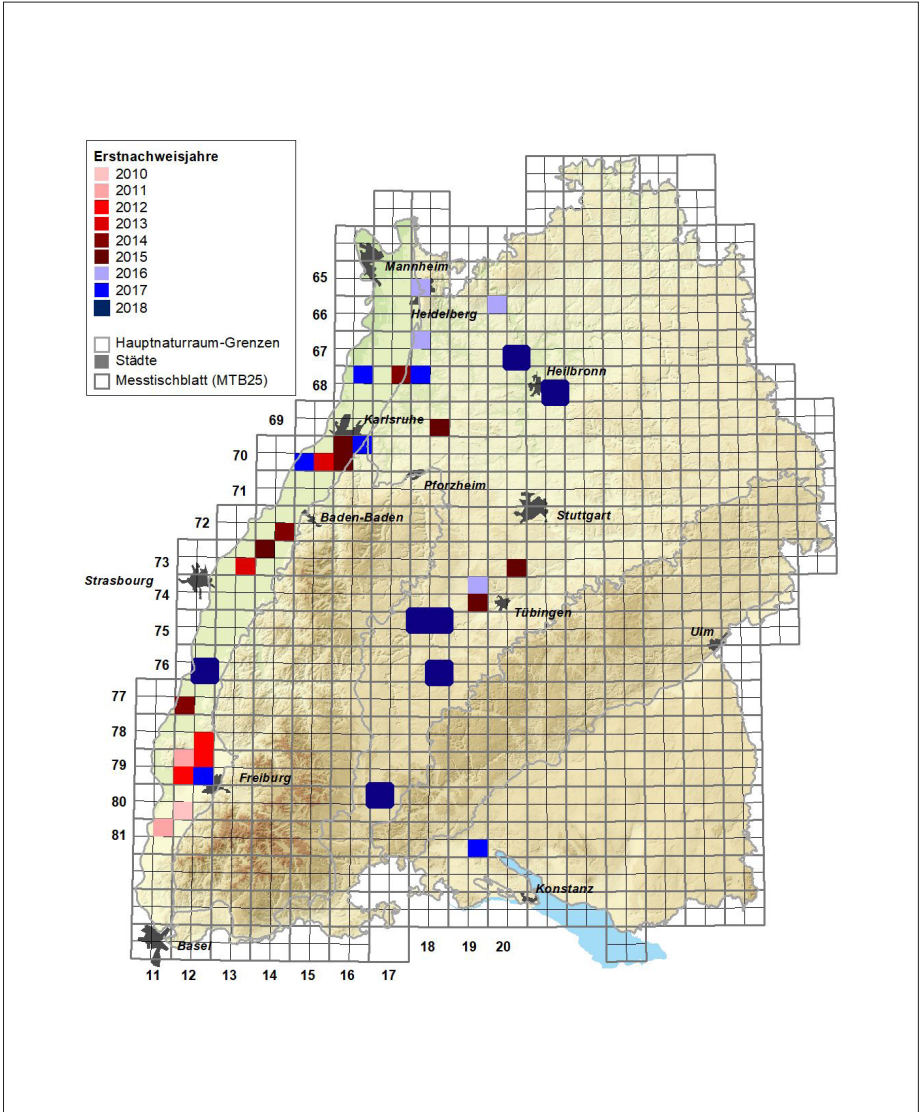 Erstnachweisjahre
2010
2011
2012
2013
2014
2015
2016
2017
2018
Hauptnaturraum-Grenzen
Städte
Messtischblatt (MTB25)
Mannheim
65
Heidelberg
66
67
Heilbronn
68
69
Karlsruhe
70
Pforzheim
71
Baden-Baden
Stuttgart
72
73
Strasbourg
74
Tübingen
75
Ulm
76
77
78
79
Freiburg
80
81
Konstanz
Basel
18 19 20
11 12 13 14 15 16 17